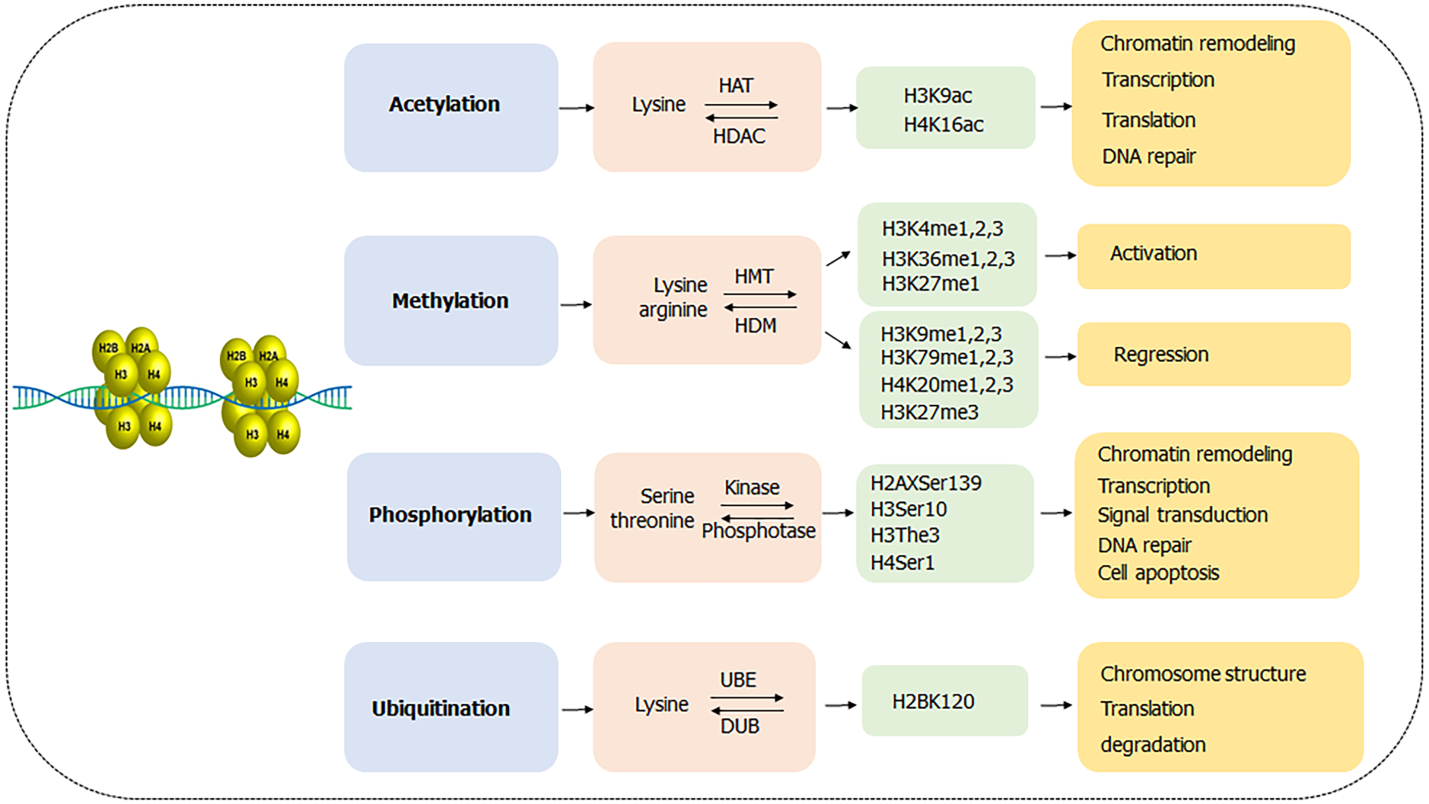 Acetylation
Lysine
HAT
HDAC
H3K9ac
H4K16ac
Chromatin remodeling
Transcription
Translation
DNA repair
Methylation
Lysine
arginine
HMT
HDM
H3K4me1,2,3
H3K36me1,2,3
H3K27me1
Activation
H3K9me1,2,3
H3K79me1,2,3
H4K20me1,2,3
H3K27me3
Regression
H2B
H2A
H3
H4
H3
H4
H2B
H2A
H3
H4
H3
H4
Phosphorylation
Serine
threonine
Kinase
Phosphotase
H2AXSer139
H3Ser10
H3The3
H4Ser1
Chromatin remodeling
Transcription
Signal transduction
DNA repair
Cell apoptosis
Ubiquitination
Lysine
UBE
DUB
H2BK120
Chromosome structure
Translation
degradation